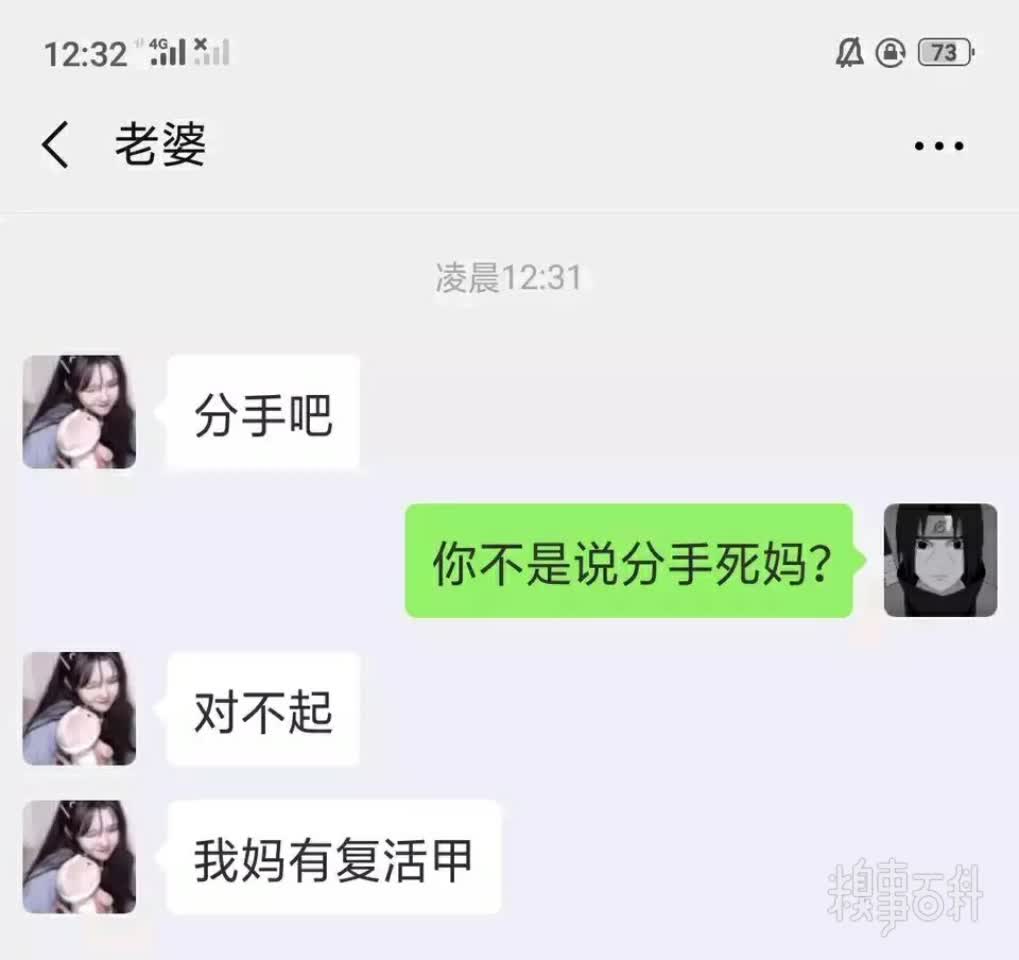 12:32 4G 73
老婆
凌晨12:31
分手吧
你不是说分手死妈?
对不起
我妈有复活甲
糗事百科